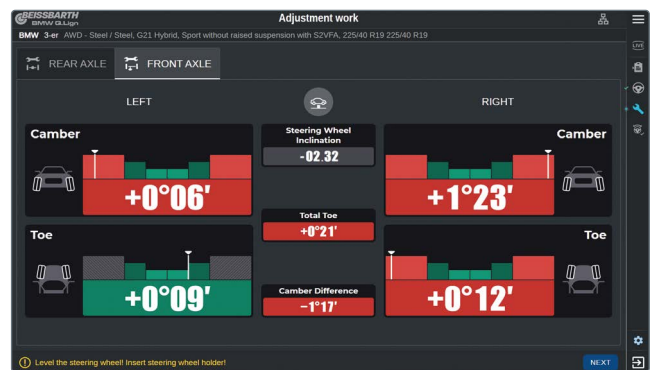 BEISSBARTH
BMW Q.Lign
Adjustment work
BMW 3-er AWD - Steel / Steel, G21 Hybrid, Sport without raised suspension with S2VFA, 225/40 R19 225/40 R19
LIVE
REAR AXLE
FRONT AXLE
LEFT
RIGHT
Camber
Steering Wheel
Inclination
Camber
-02.32
+0°06'
+1°23'
Total Toe
+0°21'
Toe
Toe
+0°09'
Camber Difference
−1°17'
+0°12'
Level the steering wheel! Insert steering wheel holder!
NEXT